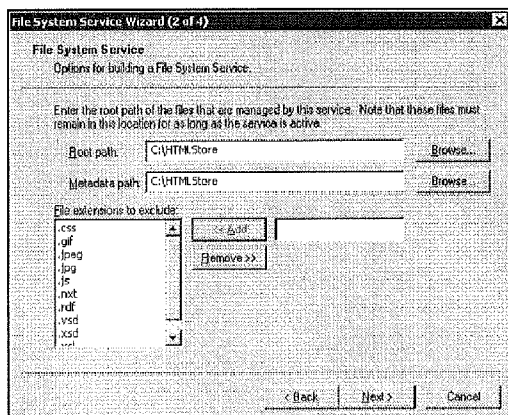 File System Service Wizard (2 of 4)
File System Service
Options for building a File System Service.
Enter the root path of the files that are managed by this service. Note that these files must
remain in this location for as long as the service is active.
Root path: C:\HTMLStore Browse...
Metadata path: C:\HTMLStore Browse...
File extensions to exclude:
.css
.gif
.jpeg
.jpg
.js
.nxt
.rdf
.vsd
.xsd
<< Add
Remove >>
< Back Next > Cancel